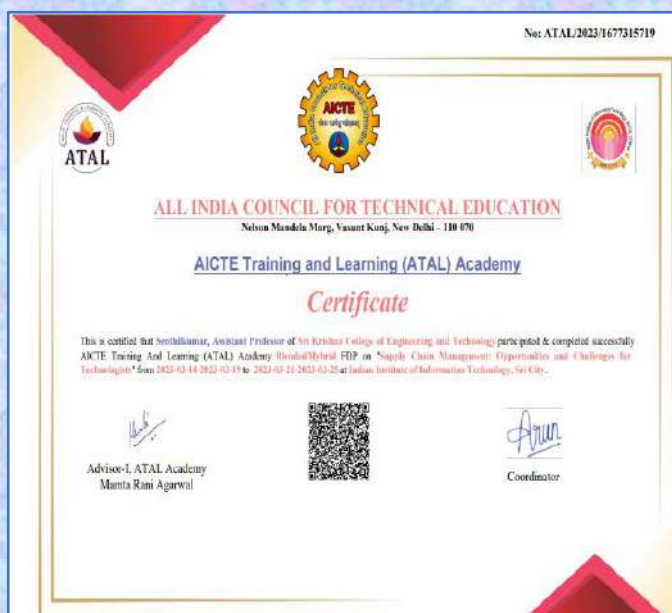 No: ATAL/2023/1677315719
ATAL
AICTE
ALL INDIA COUNCIL FOR TECHNICAL EDUCATION
Nelson Mandela Marg, Vasant Kunj, New Delhi – 110 070
AICTE Training and Learning (ATAL) Academy
Certificate
This is certified that Senthilkumar, Assistant Professor of Sri Krishna College of Engineering and Technology participated & completed successfully
AICTE Training And Learning (ATAL) Academy Blended/Hybrid FDP on "Supply Chain Management: Opportunities and Challenges for
Technologists" from 2023-03-14-2023-03-19 to 2023-03-21-2023-03-25 at Indian Institute of Information Technology, Sri City..
Arun
Advisor-I, ATAL Academy
Mamta Rani Agarwal
Coordinator